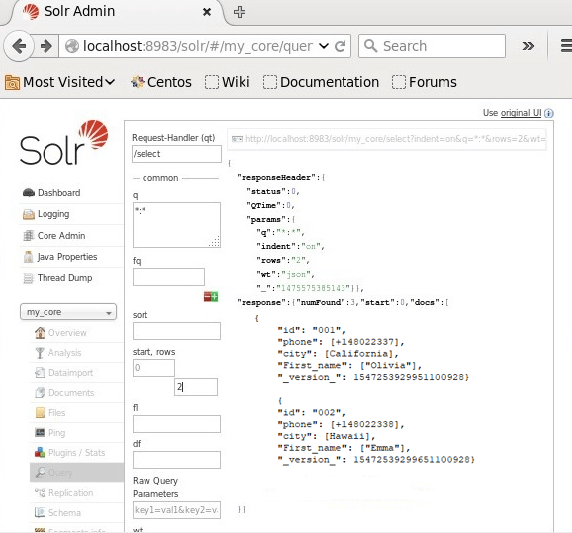 Solr Admin
localhost:8983/solr/#/my_core/quer
Search
Most Visited
Centos
Wiki
Documentation
Forums
Use original UI
Solr
Dashboard
Logging
Core Admin
Java Properties
Thread Dump
my_core
Overview
Analysis
Dataimport
Documents
Files
Ping
Plugins / Stats
Query
Replication
Schema
Segments info
Request-Handler (qt)
/select
common
q
*:*
fq
sort
start, rows
0
2
fl
df
Raw Query
Parameters
key1=val1&key2=v
wt
http://localhost:8983/solr/my_core/select?indent=on&q=*:*&rows=2&wt=
{
"responseHeader":{
"status":0,
"QTime":0,
"params":{
"q":"*:*",
"indent":"on",
"rows":"2",
"wt":"json",
"_":"1475575385143"}},
"response":{"numFound":3,"start":0,"docs":[
{
"id": "001",
"phone": [+148022337],
"city": [California],
"First_name": ["Olivia"],
"_version_": 1547253929951100928}
{
"id": "002",
"phone": [+148022338],
"city": [Hawaii],
"First_name": ["Emma"],
"_version_": 15472539299651100928}
]}